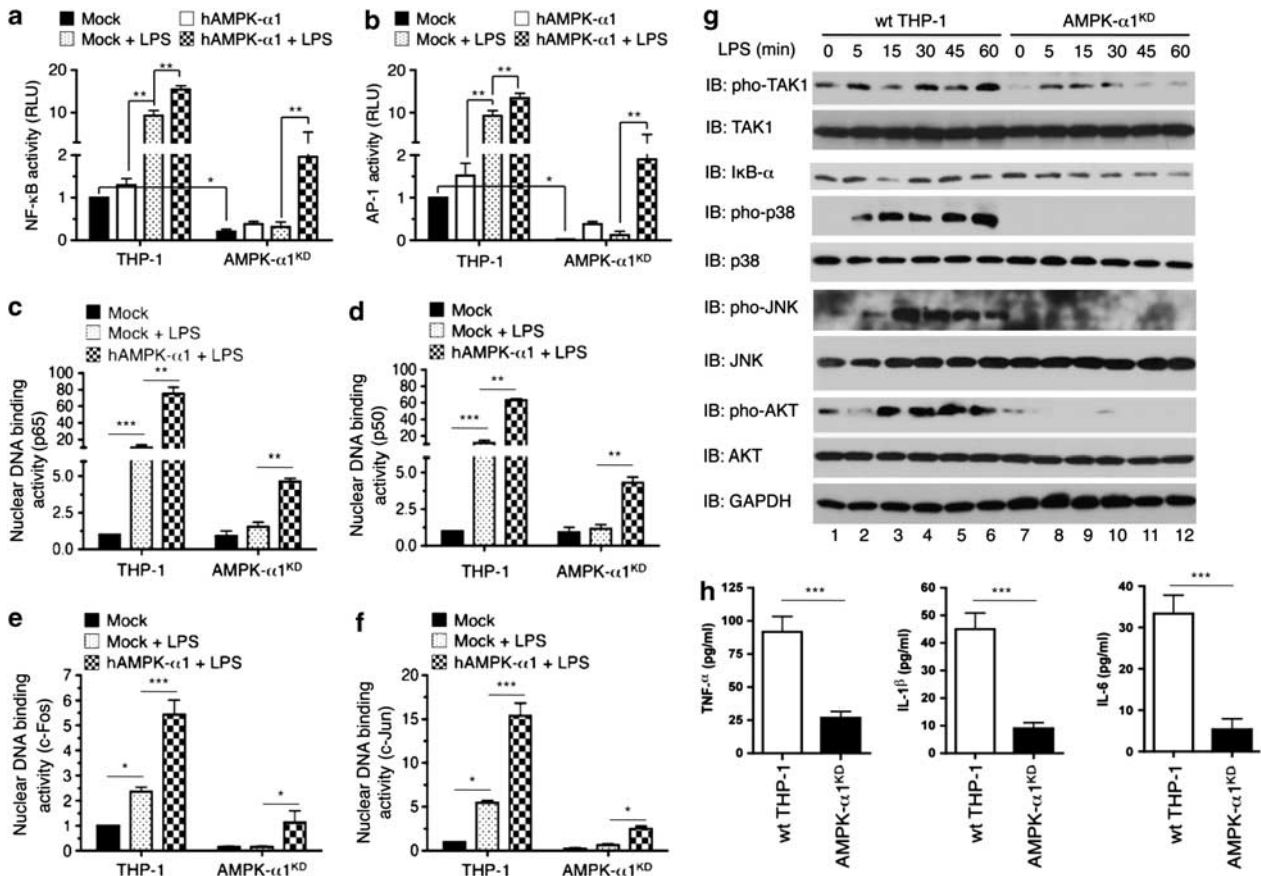 a
Mock
hAMPK-α1
Mock + LPS
hAMPK-α1 + LPS
NF-κB activity (RLU)
20
10
2
1
0
**
**
*
**
THP-1
AMPK-α1KD
b
Mock
hAMPK-α1
Mock + LPS
hAMPK-α1 + LPS
AP-1 activity (RLU)
20
10
2
1
0
**
**
*
**
THP-1
AMPK-α1KD
c
Mock
Mock + LPS
hAMPK-α1 + LPS
Nuclear DNA binding
activity (p65)
100
80
60
40
20
5.0
2.5
0.0
***
**
**
THP-1
AMPK-α1KD
d
Mock
Mock + LPS
hAMPK-α1 + LPS
Nuclear DNA binding
activity (p50)
100
80
60
40
20
5.0
2.5
0.0
***
**
**
THP-1
AMPK-α1KD
e
Mock
Mock + LPS
hAMPK-α1 + LPS
Nuclear DNA binding
activity (c-Fos)
7
6
5
4
3
2
1
0
*
***
*
THP-1
AMPK-α1KD
f
Mock
Mock + LPS
hAMPK-α1 + LPS
Nuclear DNA binding
activity (c-Jun)
20
15
10
5
0
*
***
*
THP-1
AMPK-α1KD
g
wt THP-1
AMPK-α1KD
LPS (min) 0 5 15 30 45 60 0 5 15 30 45 60
IB: pho-TAK1
IB: TAK1
IB: IκB-α
IB: pho-p38
IB: p38
IB: pho-JNK
IB: JNK
IB: pho-AKT
IB: AKT
IB: GAPDH
1 2 3 4 5 6 7 8 9 10 11 12
h
TNF-α (pg/ml)
125
100
75
50
25
0
***
wt THP-1
AMPK-α1KD
IL-1β (pg/ml)
60
50
40
30
20
10
0
***
wt THP-1
AMPK-α1KD
IL-6 (pg/ml)
40
30
20
10
0
***
wt THP-1
AMPK-α1KD